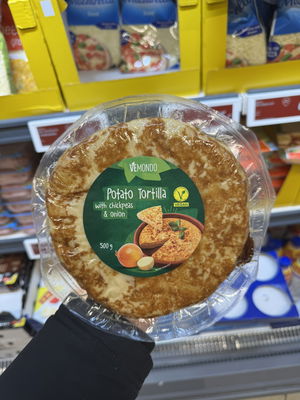 VEMONDO
Potato Tortilla
with chickpeas
& onion
500 g
VEGAN